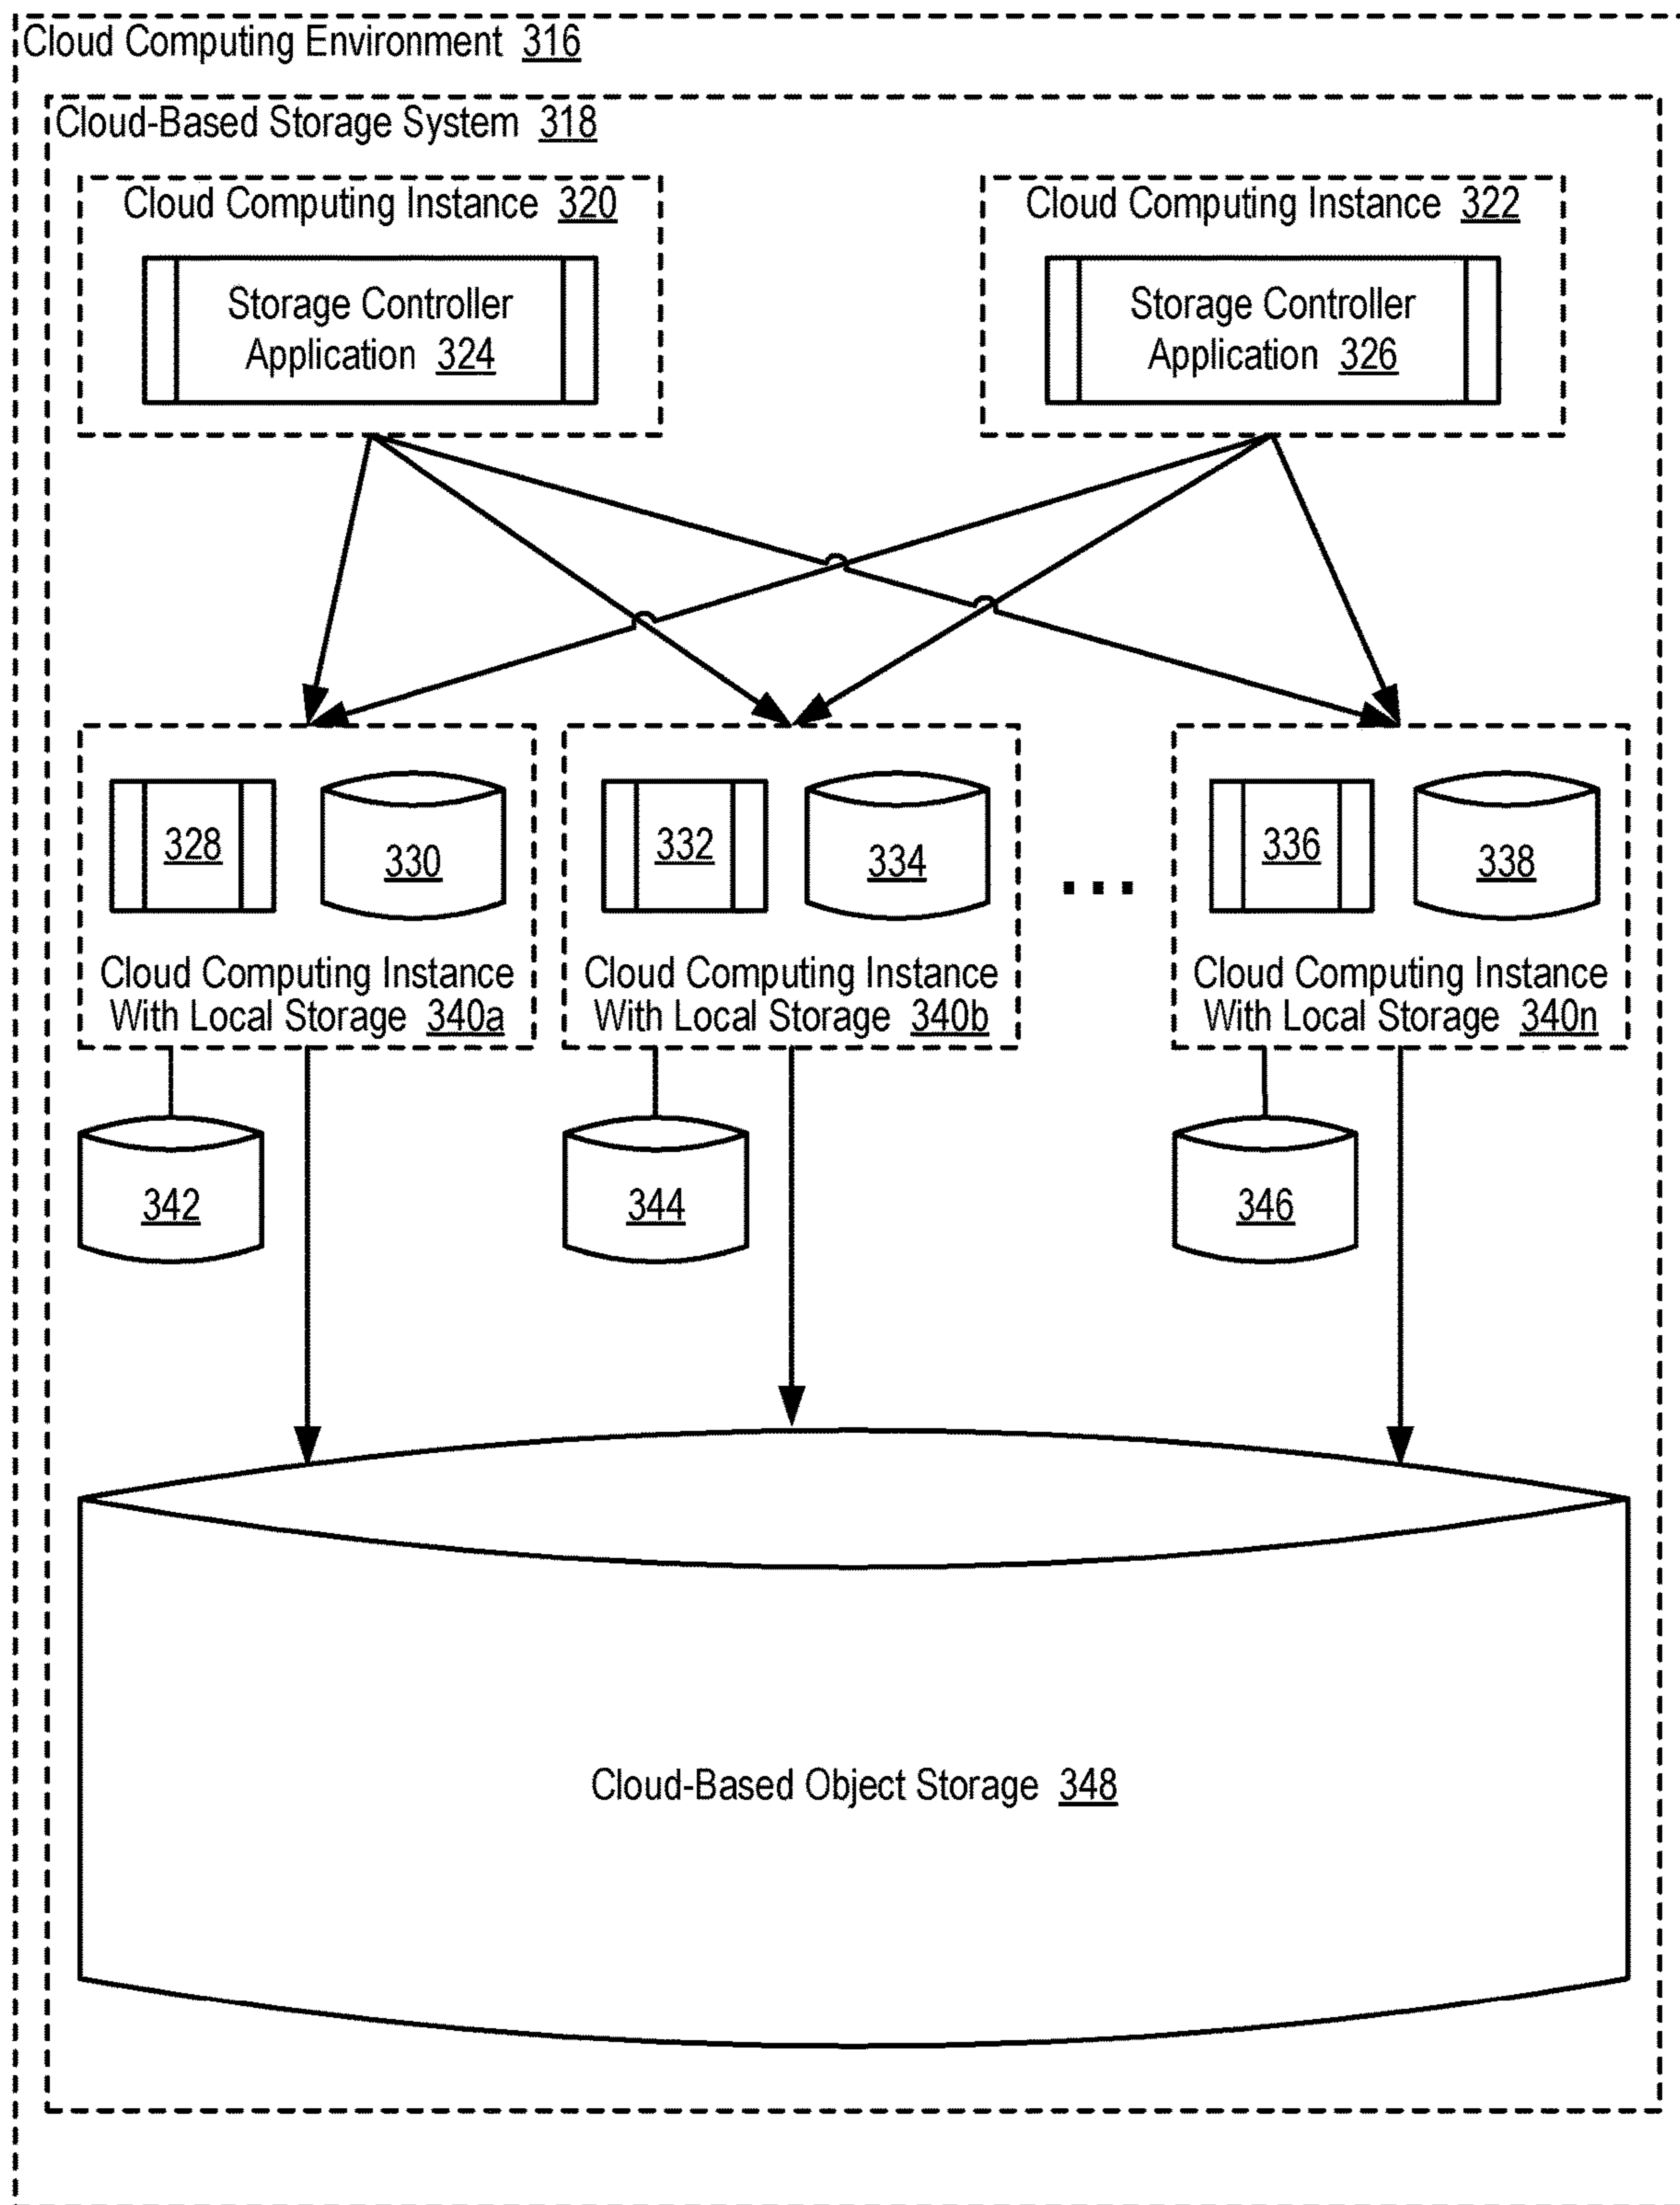 Cloud Computing Environment 316
Cloud-Based Storage System 318
Cloud Computing Instance 320
Storage Controller
Application 324
Cloud Computing Instance 322
Storage Controller
Application 326
328
330
Cloud Computing Instance
With Local Storage 340a
332
334
Cloud Computing Instance
With Local Storage 340b
...
336
338
Cloud Computing Instance
With Local Storage 340n
342
344
346
Cloud-Based Object Storage 348